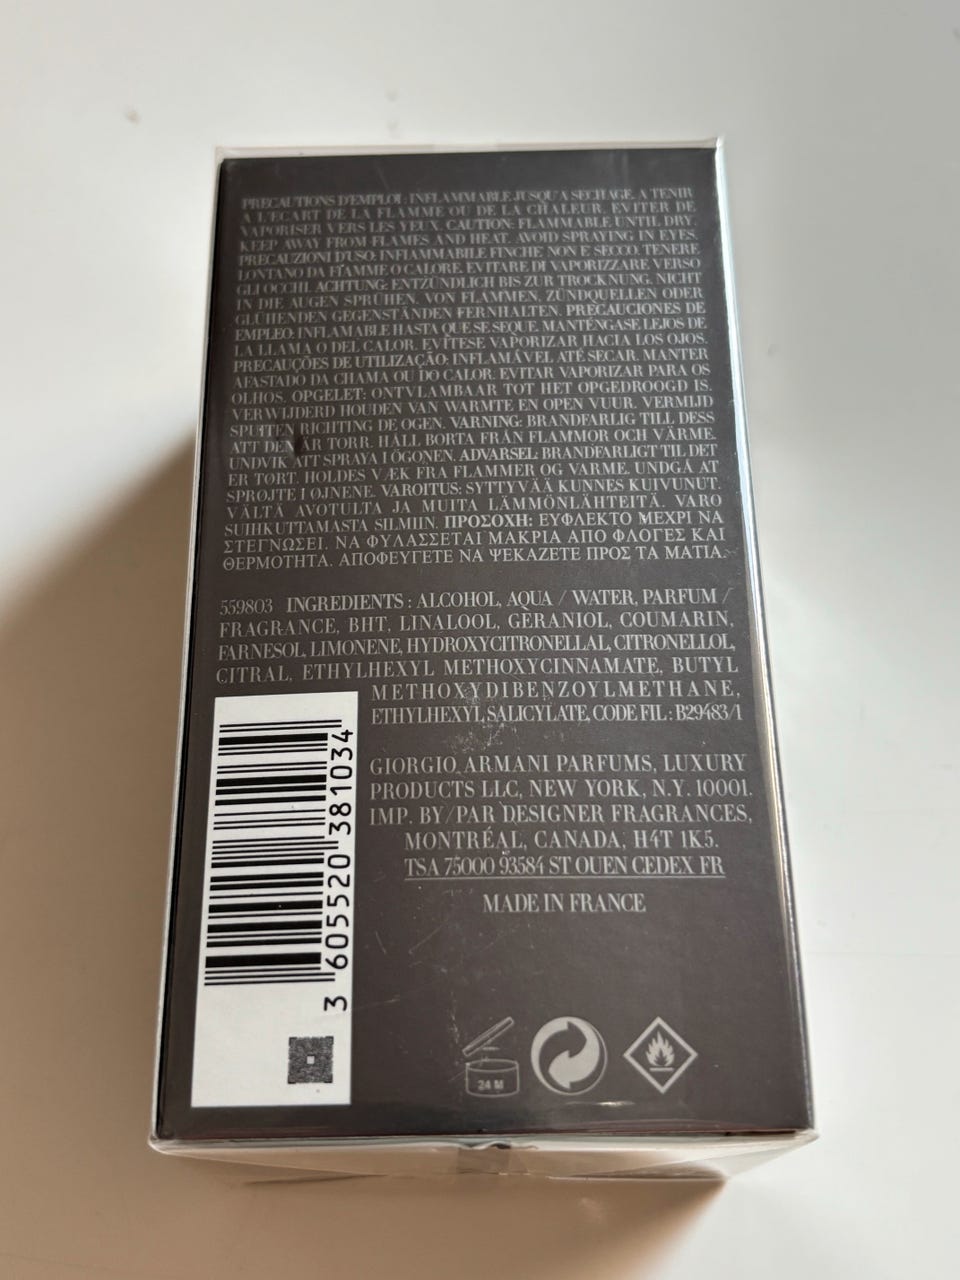 PRECAUTIONS D'EMPLOI: INFLAMMABLE JUSQU'A SECHAGE. A TENIR
A L'ECART DE LA FLAMME OU DE LA CHALEUR. EVITER DE
VAPORISER VERS LES YEUX. CAUTION: FLAMMABLE UNTIL DRY.
KEEP AWAY FROM FLAMES AND HEAT. AVOID SPRAYING IN EYES.
PRECAUZIONI D'USO: INFIAMMABILE FINCHE NON E SECCO. TENERE
LONTANO DA FIAMME O CALORE. EVITARE DI VAPORIZZARE VERSO
GLI OCCHI. ACHTUNG: ENTZÜNDLICH BIS ZUR TROCKNUNG. NICHT
IN DIE AUGEN SPRÜHEN. VON FLAMMEN, ZÜNDQUELLEN ODER
GLÜHENDEN GEGENSTÄNDEN FERNHALTEN. PRECAUCIONES DE
EMPLEO: INFLAMABLE HASTA QUE SE SEQUE. MANTÉNGASE LEJOS DE
LA LLAMA O DEL CALOR. EVÍTESE VAPORIZAR HACIA LOS OJOS.
PRECAUÇÕES DE UTILIZAÇÃO: INFLAMÁVEL ATÉ SECAR. MANTER
AFASTADO DA CHAMA OU DO CALOR. EVITAR VAPORIZAR PARA OS
OLHOS. OPGELET: ONTVLAMBAAR TOT HET OPGEDROOGD IS.
VERWIJDERD HOUDEN VAN WARMTE EN OPEN VUUR. VERMIJD
SPUITEN RICHTING DE OGEN. VARNING: BRANDFARLIG TILL DESS
ATT DEN ÄR TORR. HÅLL BORTA FRÅN FLAMMOR OCH VÄRME.
UNDVIK ATT SPRAYA I ÖGONEN. ADVARSEL: BRANDFARLIGT TIL DET
ER TØRT. HOLDES VÆK FRA FLAMMER OG VARME. UNDGÅ AT
SPRØJTE I ØJNENE. VAROITUS: SYTTYVÄÄ KUNNES KUIVUNUT.
VÄLTÄ AVOTULTA JA MUITA LÄMMÖNLÄHTEITÄ. VARO
SUIHKUTTAMASTA SILMIIN. ΠΡΟΣΟΧΗ: ΕΥΦΛΕΚΤΟ ΜΕΧΡΙ ΝΑ
ΣΤΕΓΝΩΣΕΙ. ΝΑ ΦΥΛΑΣΣΕΤΑΙ ΜΑΚΡΙΑ ΑΠΟ ΦΛΟΓΕΣ ΚΑΙ
ΘΕΡΜΟΤΗΤΑ. ΑΠΟΦΕΥΓΕΤΕ ΝΑ ΨΕΚΑΖΕΤΕ ΠΡΟΣ ΤΑ ΜΑΤΙΑ.
559803 INGREDIENTS : ALCOHOL, AQUA / WATER, PARFUM /
FRAGRANCE, BHT, LINALOOL, GERANIOL, COUMARIN,
FARNESOL, LIMONENE, HYDROXYCITRONELLAL, CITRONELLOL,
CITRAL, ETHYLHEXYL METHOXYCINNAMATE, BUTYL
METHOXYDIBENZOYLMETHANE,
ETHYLHEXYL SALICYLATE, CODE FIL : B29483/1
GIORGIO ARMANI PARFUMS, LUXURY
PRODUCTS LLC, NEW YORK, N.Y. 10001.
IMP. BY/PAR DESIGNER FRAGRANCES,
MONTRÉAL, CANADA, H4T 1K5.
TSA 75000 93584 ST OUEN CEDEX FR
MADE IN FRANCE
3 605520 381034
24 M